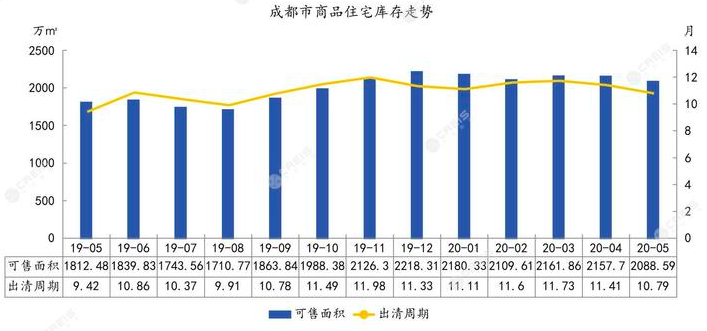 成都市商品住宅库存走势
万㎡ 月
2500 14
2000 12
1500 10
1000 8
500 6
0 4
2
0
19-05 19-06 19-07 19-08 19-09 19-10 19-11 19-12 20-01 20-02 20-03 20-04 20-05
可售面积 1812.48 1839.83 1743.56 1710.77 1863.84 1988.38 2126.3 2218.31 2180.33 2109.61 2161.86 2157.7 2088.59
出清周期 9.42 10.86 10.37 9.91 10.78 11.49 11.98 11.33 11.11 11.6 11.73 11.41 10.79
可售面积 出清周期